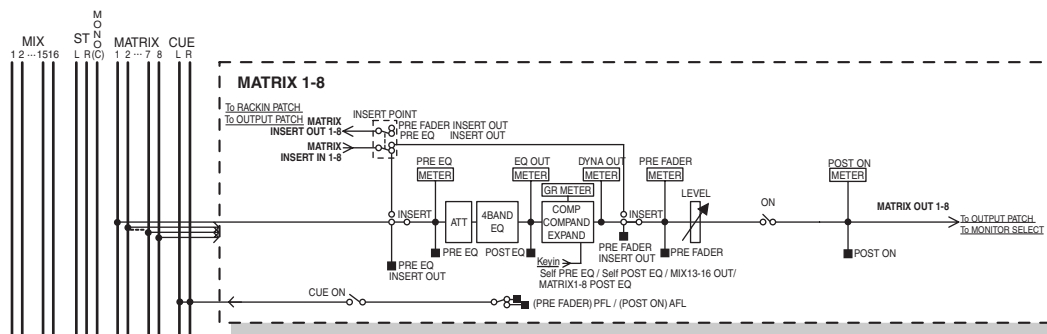 MIX
1 2 ··· 15 16
ST
L R
MONO
(C)
MATRIX
1 2 ··· 7 8
CUE
L R
MATRIX 1-8
To RACKIN PATCH
To OUTPUT PATCH
MATRIX
INSERT OUT 1-8
MATRIX
INSERT IN 1-8
INSERT POINT
PRE FADER INSERT OUT
PRE EQ INSERT OUT
PRE EQ
METER
EQ OUT
METER
DYNA OUT
METER
PRE FADER
METER
POST ON
METER
GR METER
LEVEL
ON
INSERT
ATT
4BAND
EQ
COMP
COMPAND
EXPAND
INSERT
MATRIX OUT 1-8
To OUTPUT PATCH
To MONITOR SELECT
PRE EQ
INSERT OUT
PRE EQ
POST EQ
PRE FADER
INSERT OUT
PRE FADER
POST ON
Keyin
Self PRE EQ / Self POST EQ / MIX13-16 OUT/
MATRIX1-8 POST EQ
CUE ON
(PRE FADER) PFL / (POST ON) AFL